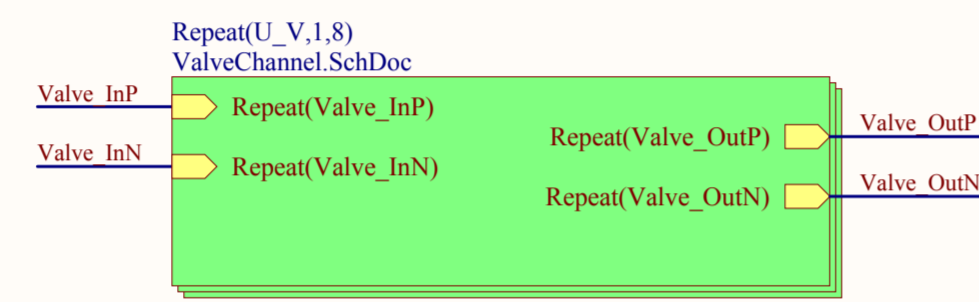 Repeat(U_V,1,8)
ValveChannel.SchDoc
Valve_InP
Repeat(Valve_InP)
Valve_OutP
Repeat(Valve_OutP)
Valve_InN
Repeat(Valve_InN)
Valve_OutN
Repeat(Valve_OutN)